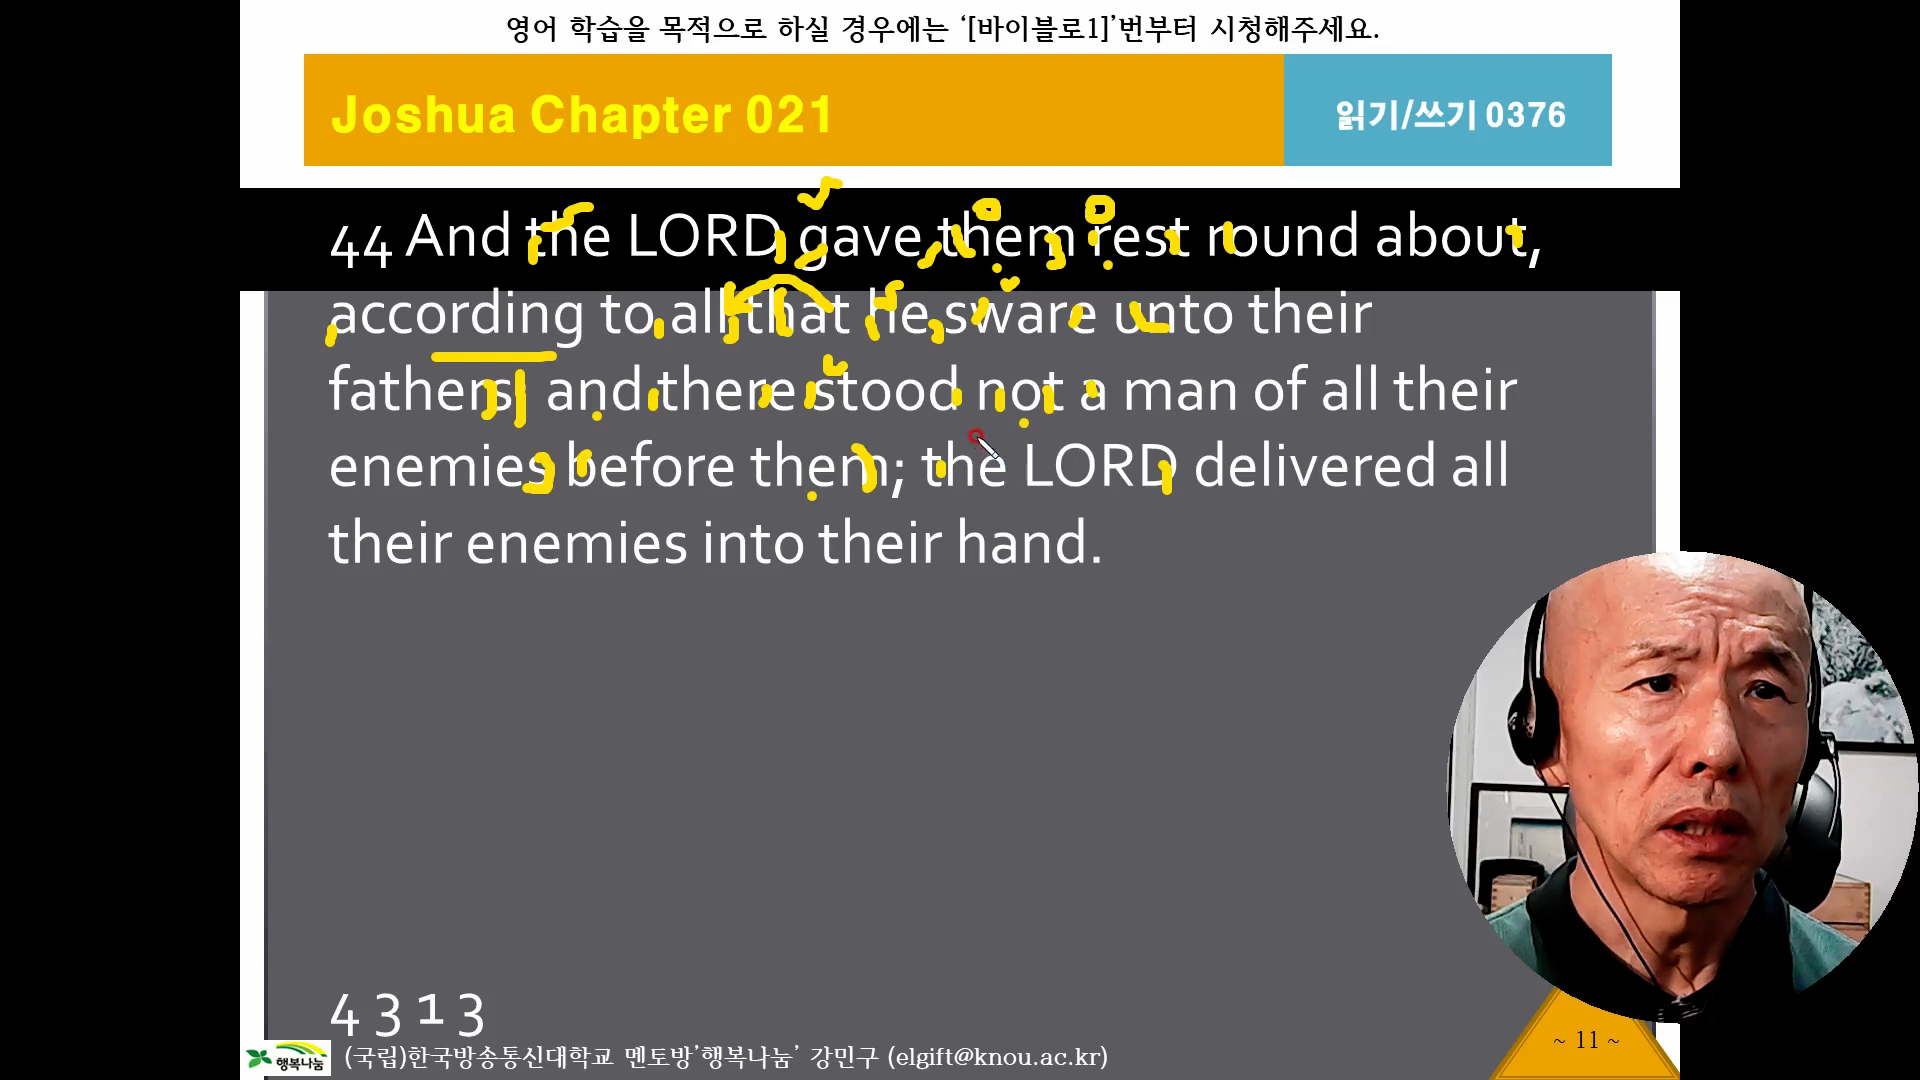 영어 학습을 목적으로 하실 경우에는 ‘[바이블로1]’번부터 시청해주세요.
Joshua Chapter 021
읽기/쓰기 0376
44 And the LORD gave them rest round about,
according to all that he sware unto their
fathers: and there stood not a man of all their
enemies before them; the LORD delivered all
their enemies into their hand.
4 3 1 3
행복나눔
(국립)한국방송통신대학교 멘토방’행복나눔’ 강민구 (elgift@knou.ac.kr)
~ 11 ~